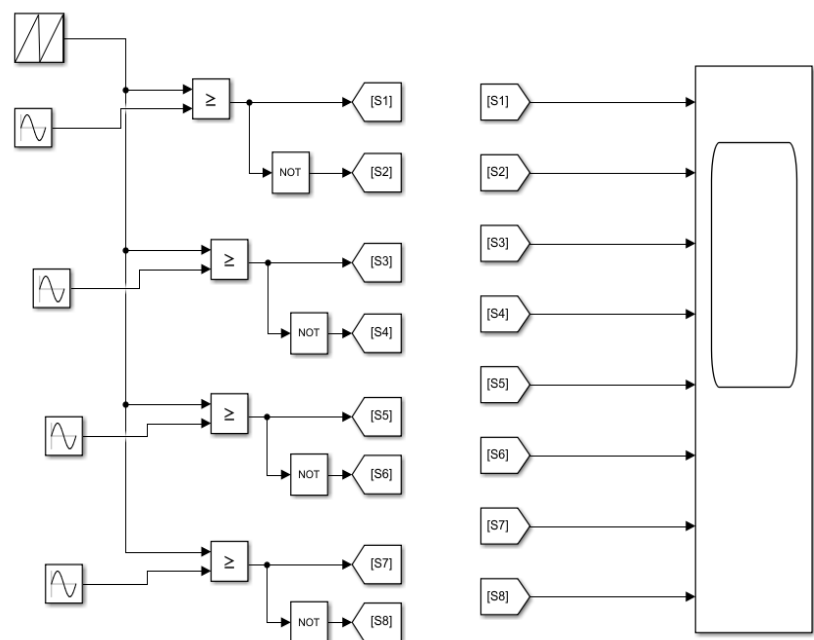 ≥
[S1]
NOT
[S2]
≥
[S3]
NOT
[S4]
≥
[S5]
NOT
[S6]
≥
[S7]
NOT
[S8]
[S1]
[S2]
[S3]
[S4]
[S5]
[S6]
[S7]
[S8]